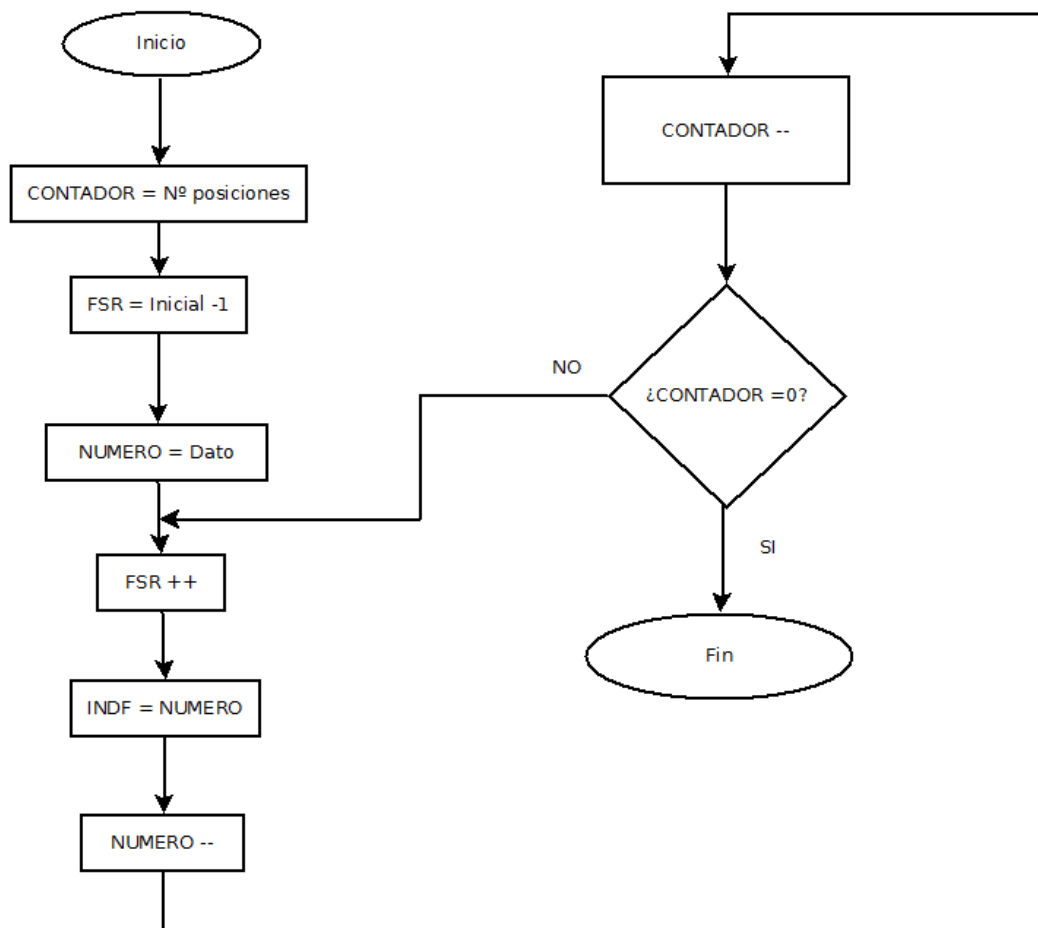 Inicio
CONTADOR = Nº posiciones
FSR = Inicial -1
NUMERO = Dato
FSR ++
INDF = NUMERO
NUMERO --
CONTADOR --
¿CONTADOR =0?
NO
SI
Fin